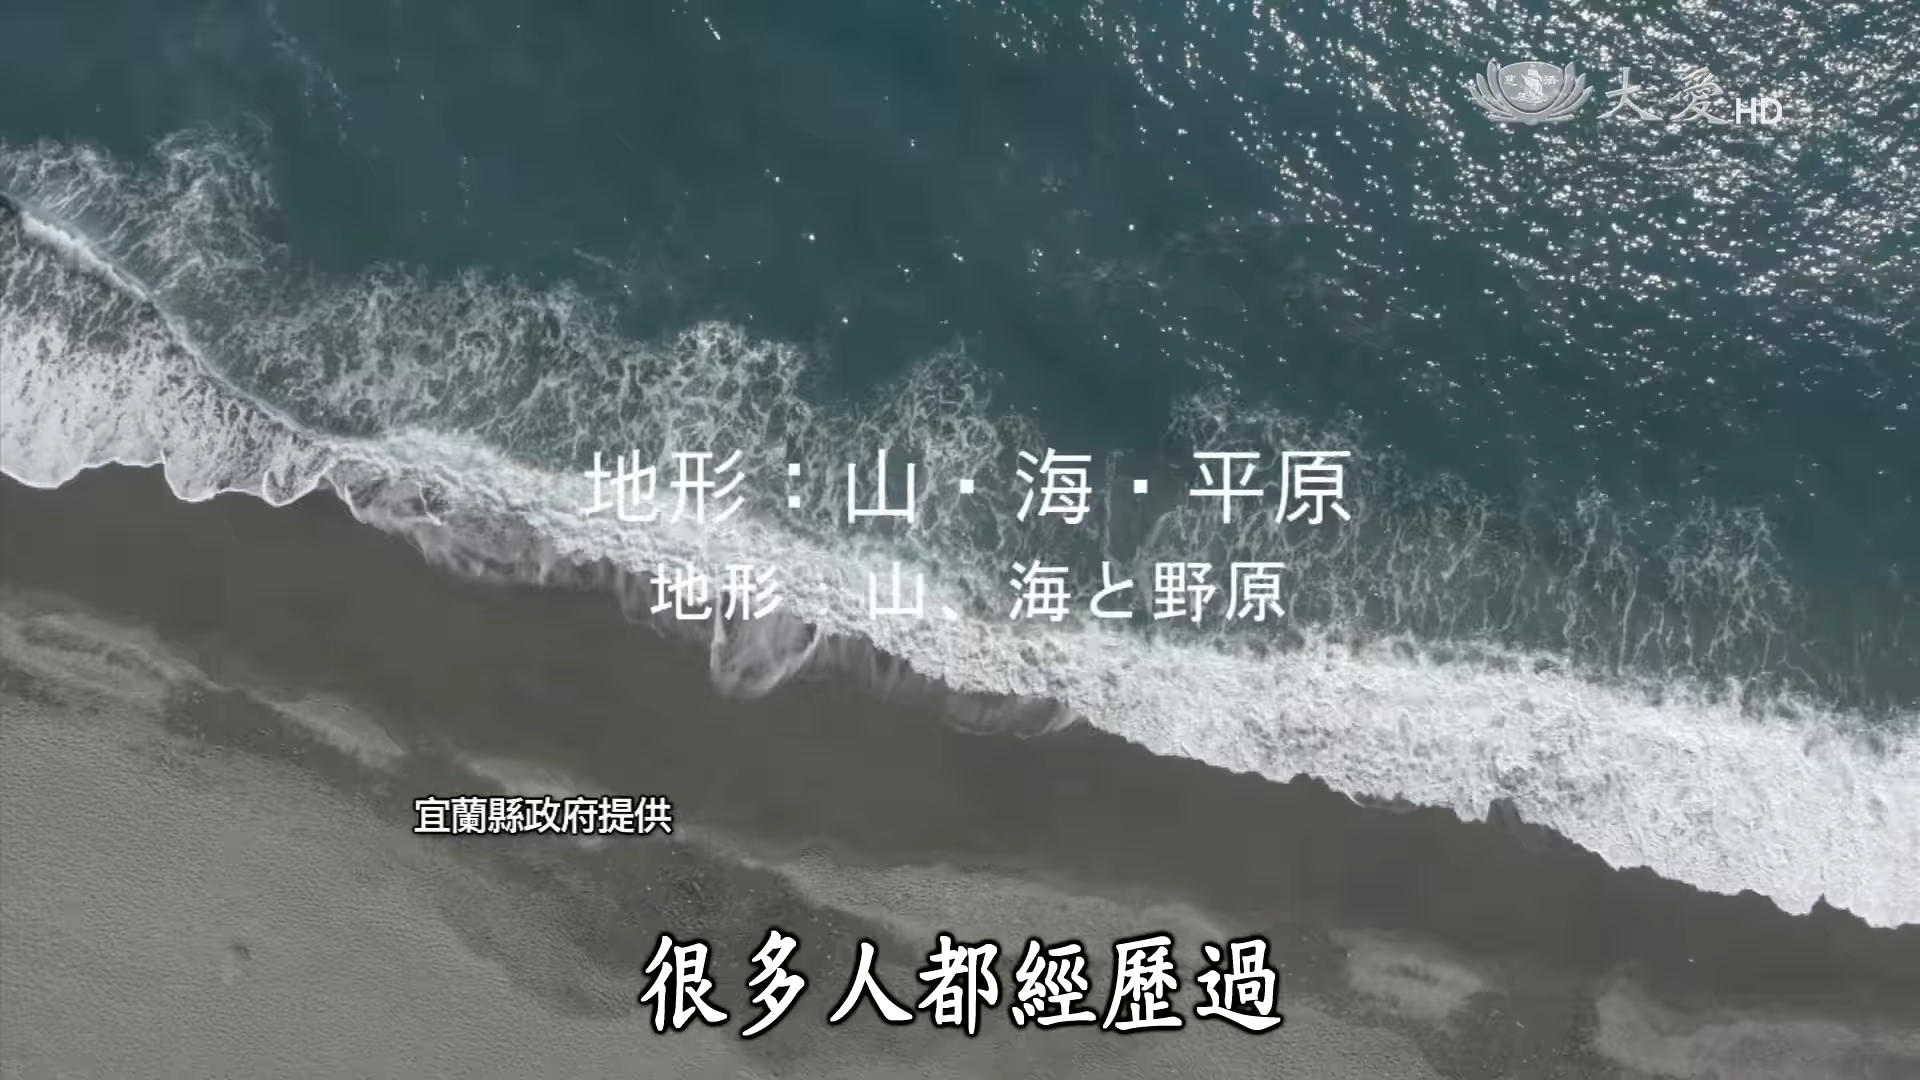 大愛HD
地形：山・海・平原
地形：山、海と野原
宜蘭縣政府提供
很多人都經歷過